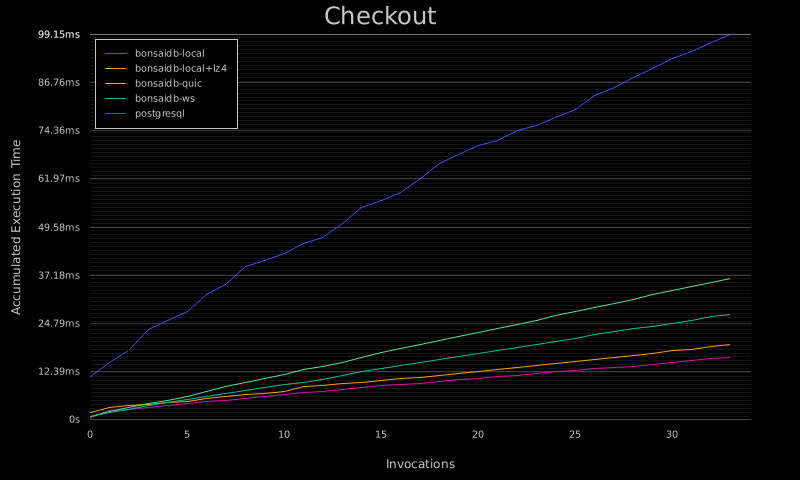 Checkout
99.15ms
86.76ms
74.36ms
61.97ms
49.58ms
37.18ms
24.79ms
12.39ms
0s
Accumulated Execution Time
bonsaidb-local
bonsaidb-local+lz4
bonsaidb-quic
bonsaidb-ws
postgresql
0 5 10 15 20 25 30
Invocations